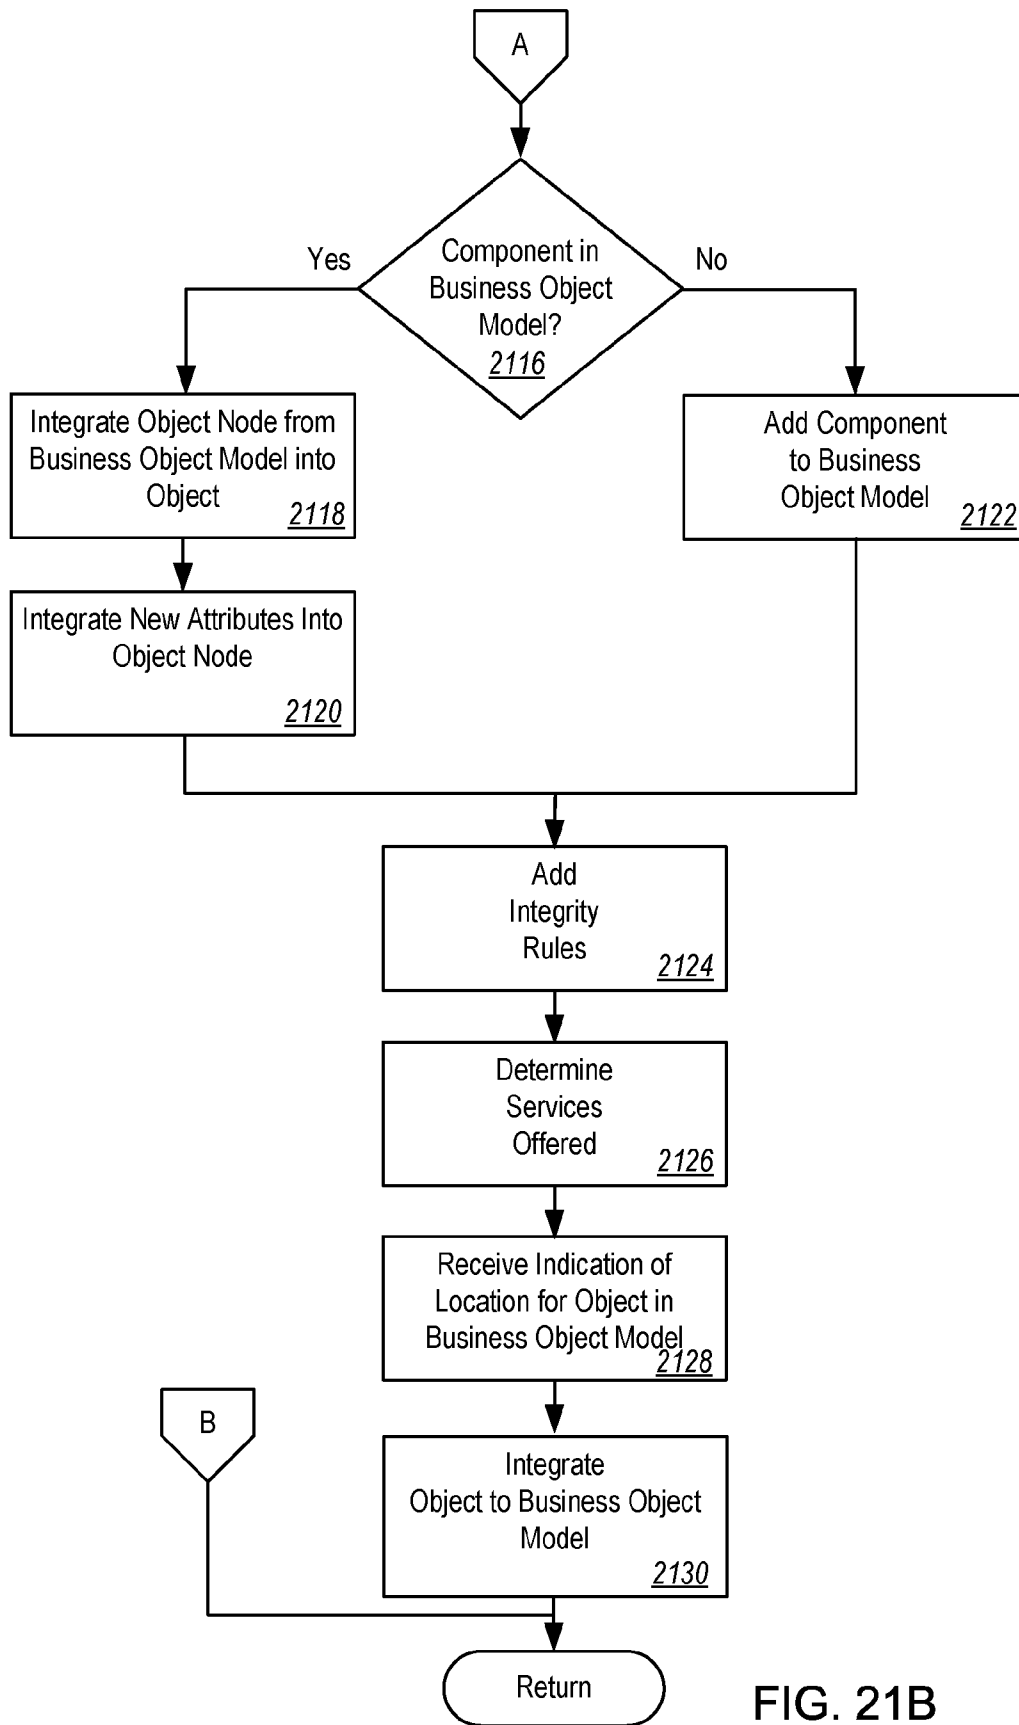 A
Yes
Component in
Business Object
Model?
2116
No
Integrate Object Node from
Business Object Model into
Object
2118
Add Component
to Business
Object Model
2122
Integrate New Attributes Into
Object Node
2120
Add
Integrity
Rules
2124
Determine
Services
Offered
2126
Receive Indication of
Location for Object in
Business Object Model
2128
B
Integrate
Object to Business Object
Model
2130
Return
FIG. 21B